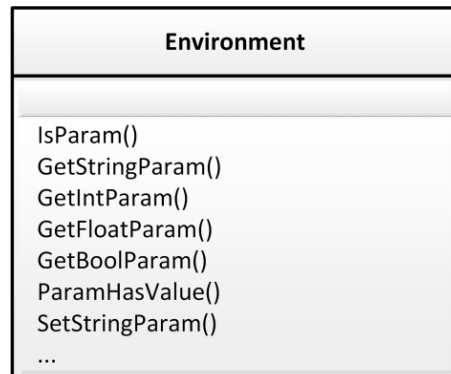 Environment
IsParam()
GetStringParam()
GetIntParam()
GetFloatParam()
GetBoolParam()
ParamHasValue()
SetStringParam()
...